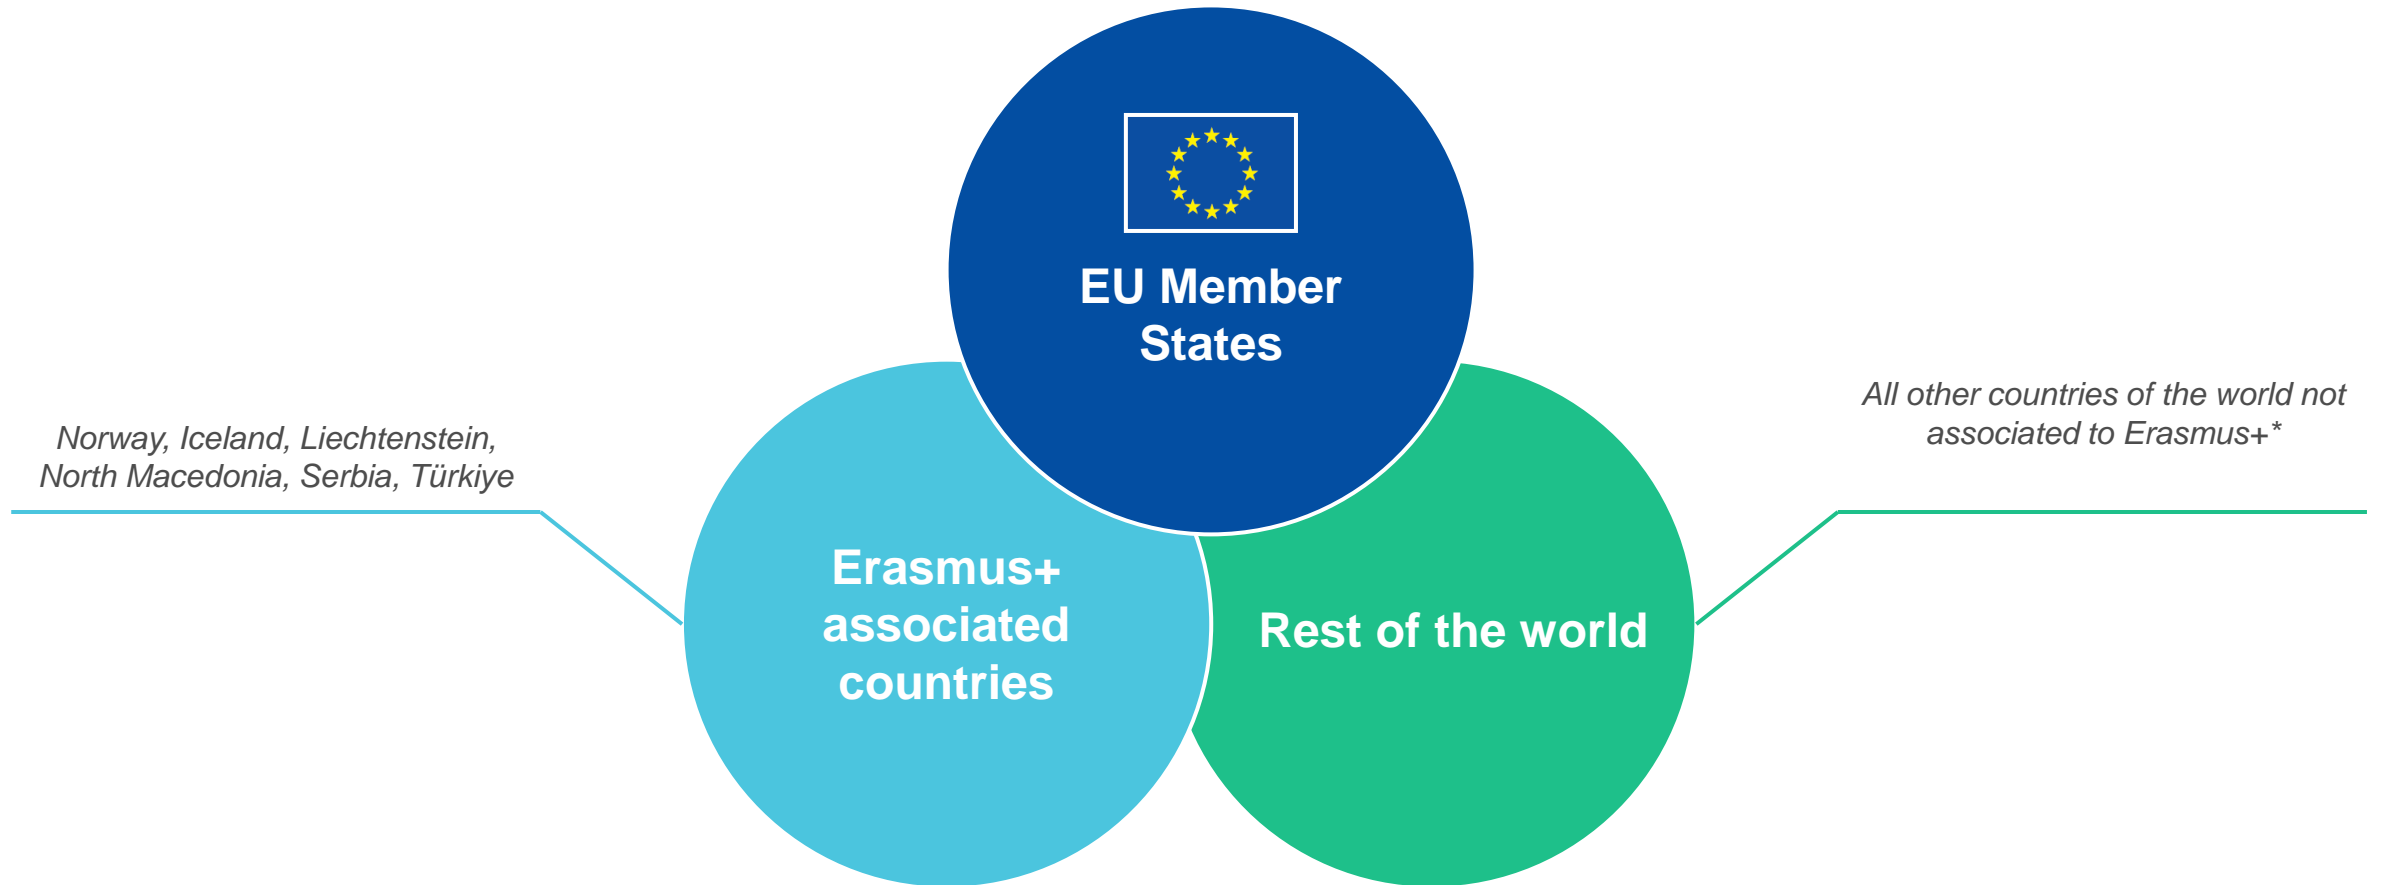 EU Member
States
Norway, Iceland, Liechtenstein,
North Macedonia, Serbia, Türkiye
All other countries of the world not
associated to Erasmus+*
Erasmus+
associated
countries
Rest of the world